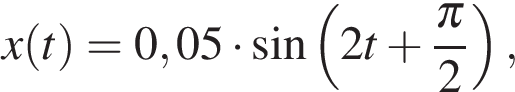 x(t) = 0,05 · sin(2t + π/2),